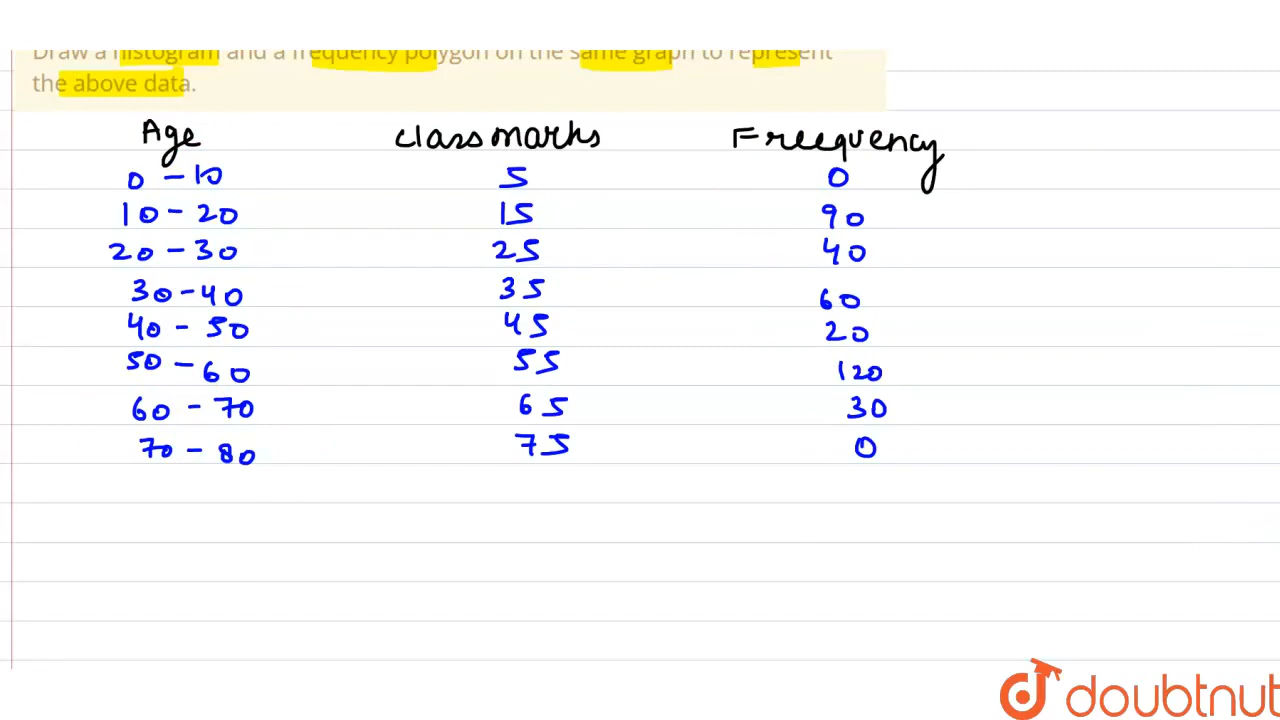 Draw a histogram and a frequency polygon on the same graph to represent
the above data.
Age classmarks Freequency
0 - 10 5 0
10 - 20 15 90
20 - 30 25 40
30 - 40 35 60
40 - 50 45 20
50 - 60 55 120
60 - 70 65 30
70 - 80 75 0
doubtnut